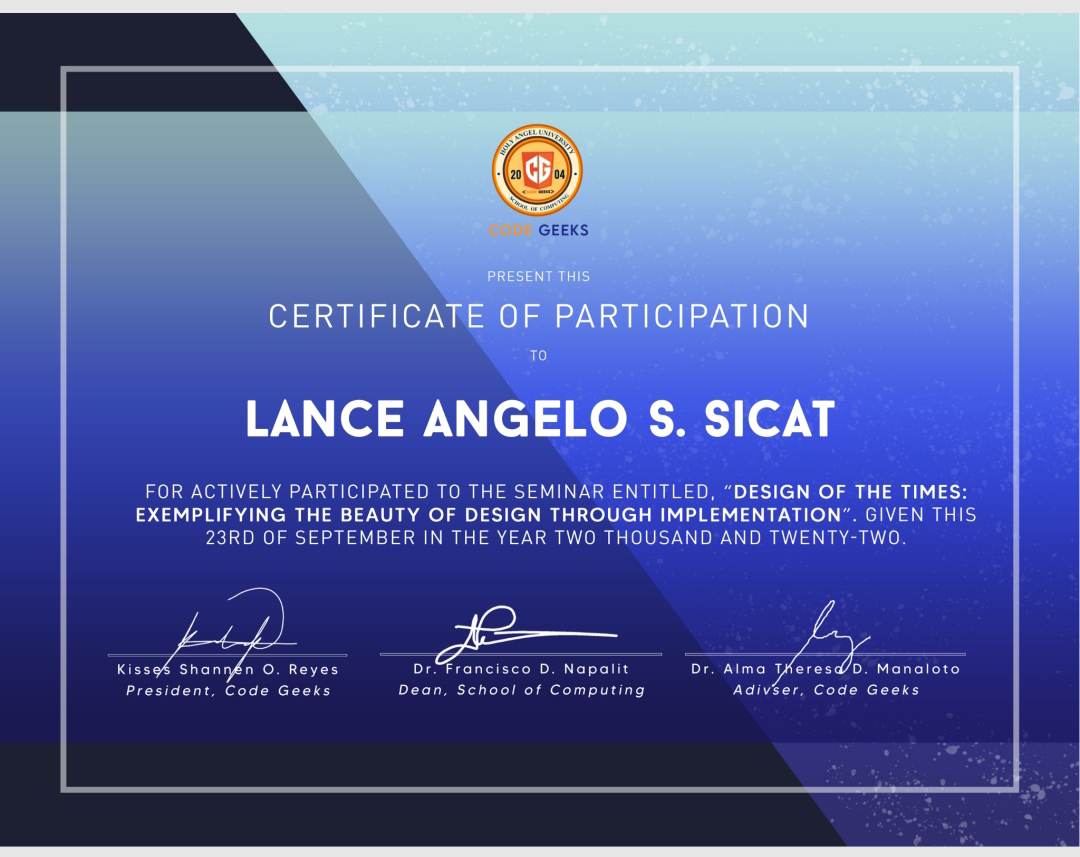 HOLY ANGEL UNIVERSITY
20 CG 04
<CODE GEEKS>
SCHOOL OF COMPUTING
CODE GEEKS
PRESENT THIS
CERTIFICATE OF PARTICIPATION
TO
LANCE ANGELO S. SICAT
FOR ACTIVELY PARTICIPATED TO THE SEMINAR ENTITLED, “DESIGN OF THE TIMES:
EXEMPLIFYING THE BEAUTY OF DESIGN THROUGH IMPLEMENTATION”. GIVEN THIS
23RD OF SEPTEMBER IN THE YEAR TWO THOUSAND AND TWENTY-TWO.
Kisses Shannen O. Reyes
President, Code Geeks
Dr. Francisco D. Napalit
Dean, School of Computing
Dr. Alma Theresa D. Manaloto
Adivser, Code Geeks